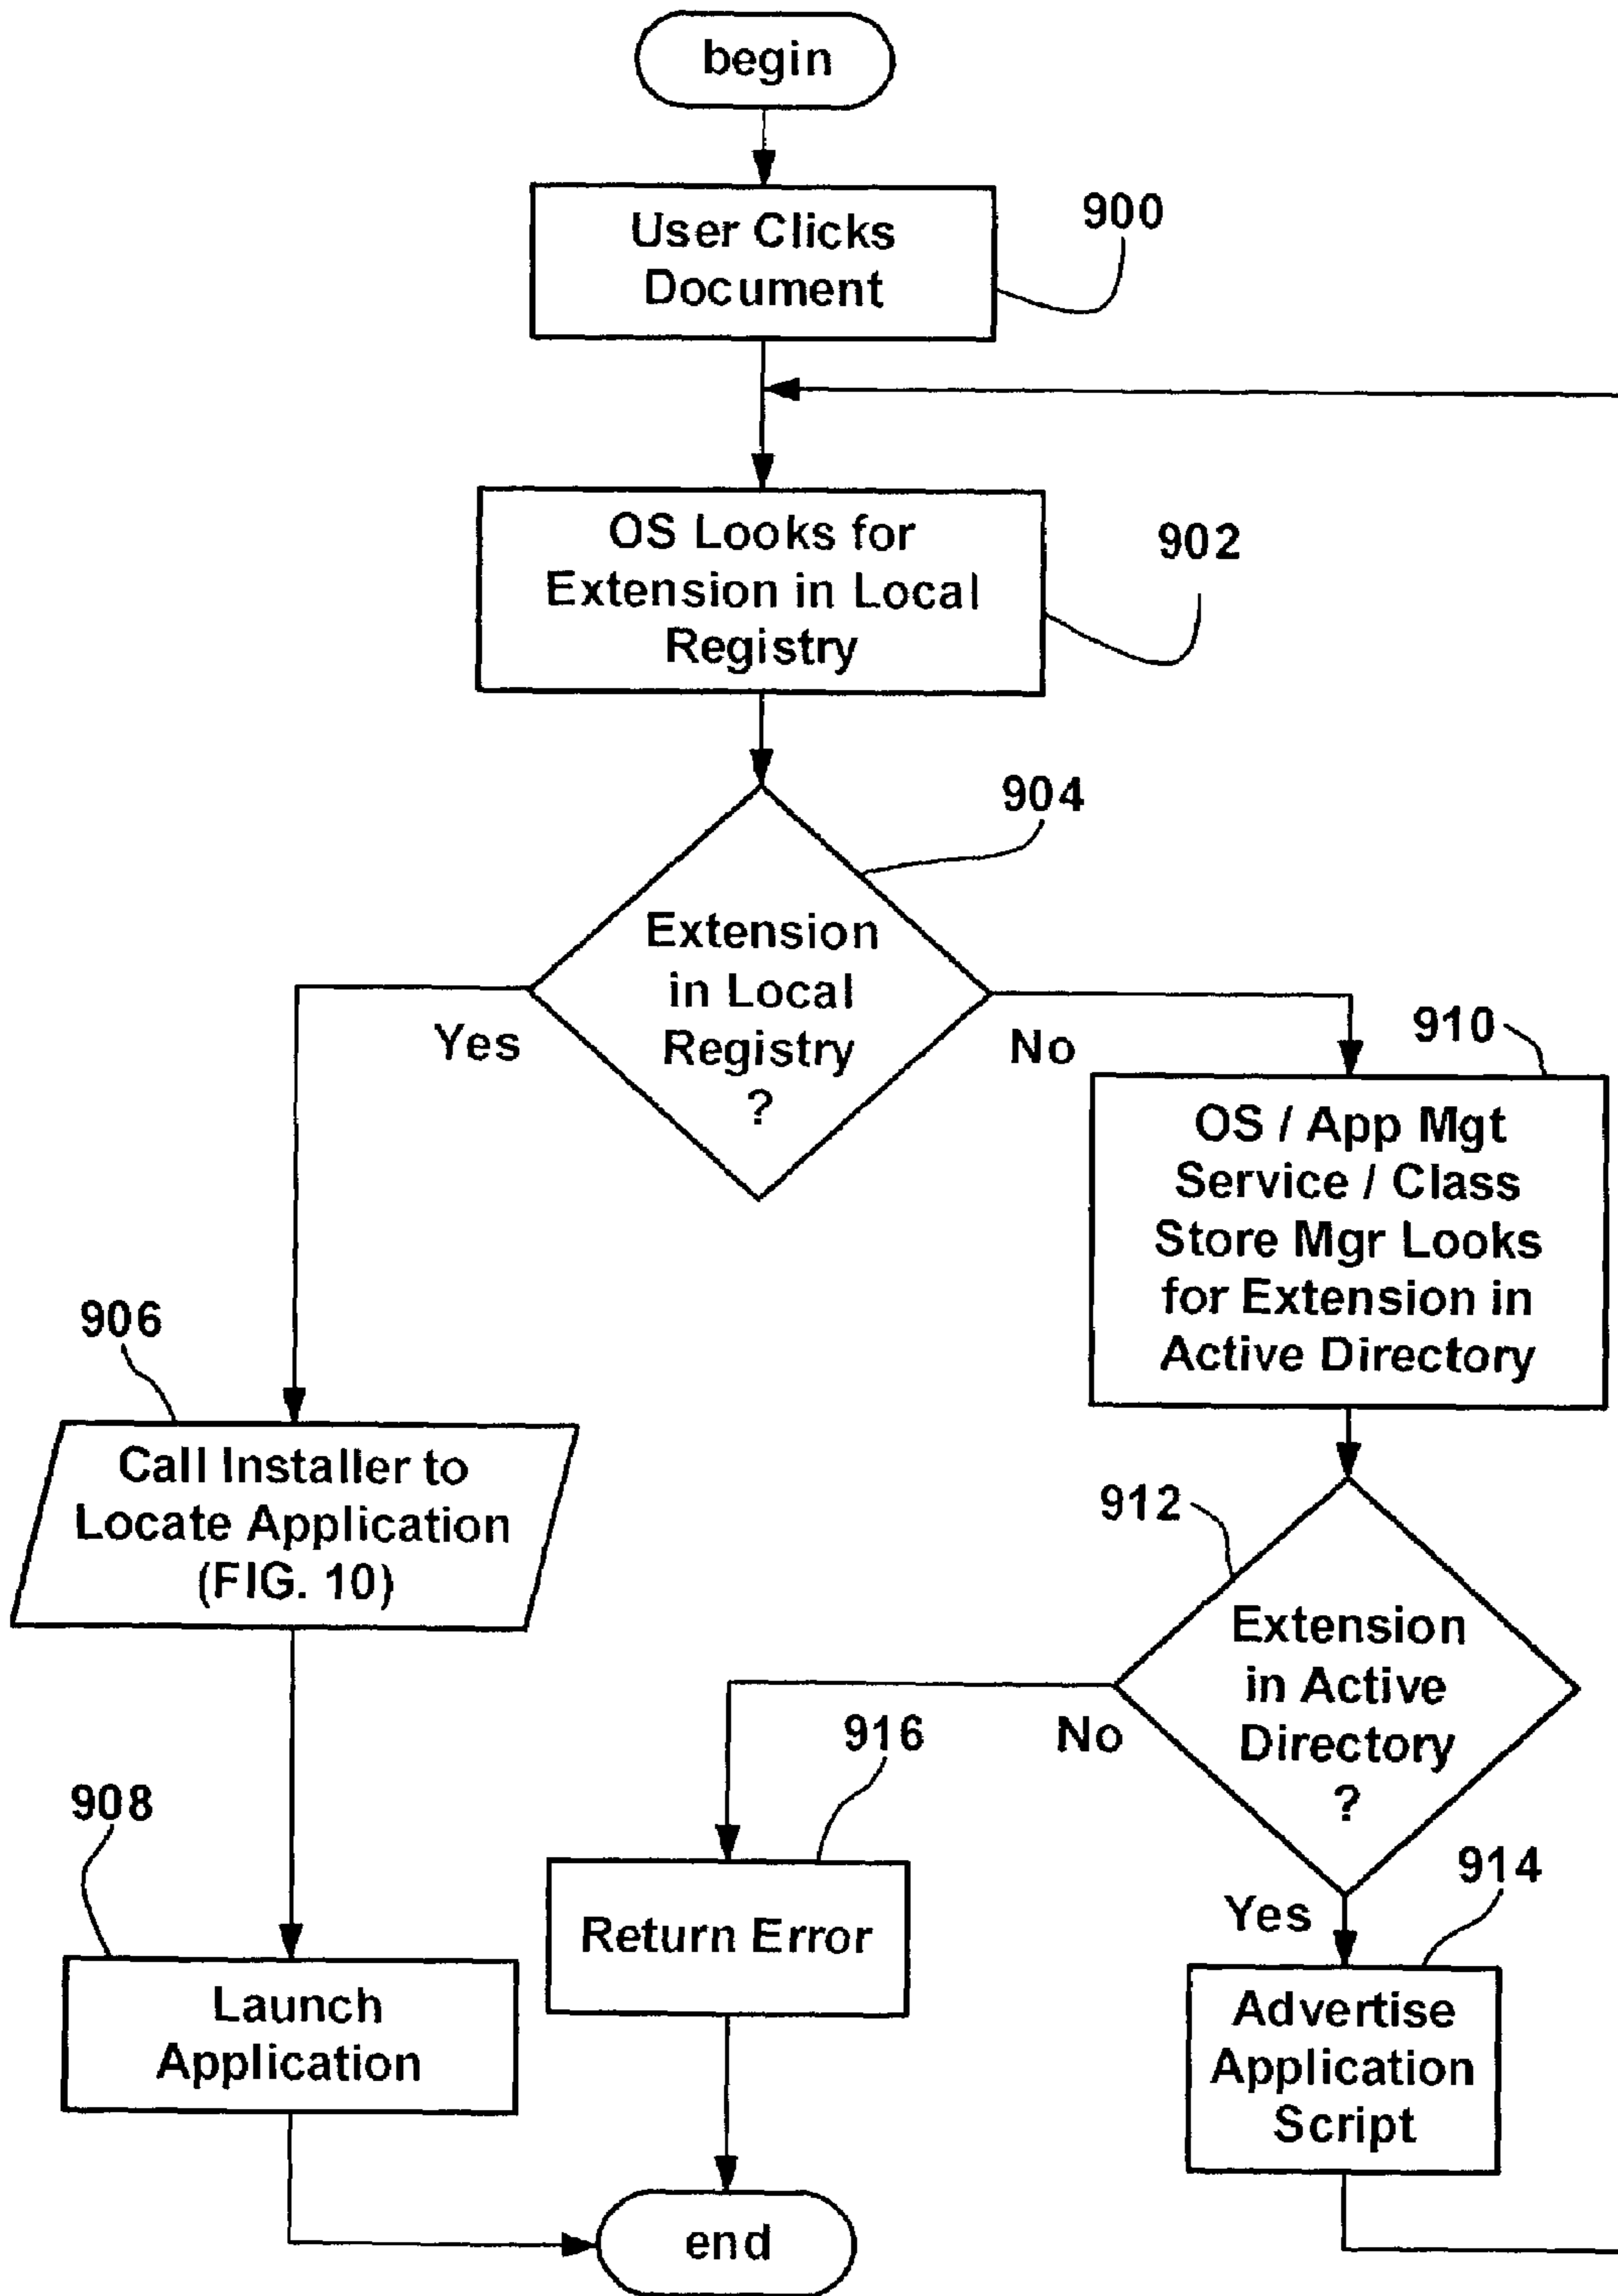 begin
User Clicks
Document
900
OS Looks for
Extension in Local
Registry
902
904
Extension
in Local
Registry
?
Yes
No
910
OS / App Mgt
Service / Class
Store Mgr Looks
for Extension in
Active Directory
906
Call Installer to
Locate Application
(FIG. 10)
912
Extension
in Active
Directory
?
No
916
908
Return Error
Yes
914
Launch
Application
Advertise
Application
Script
end